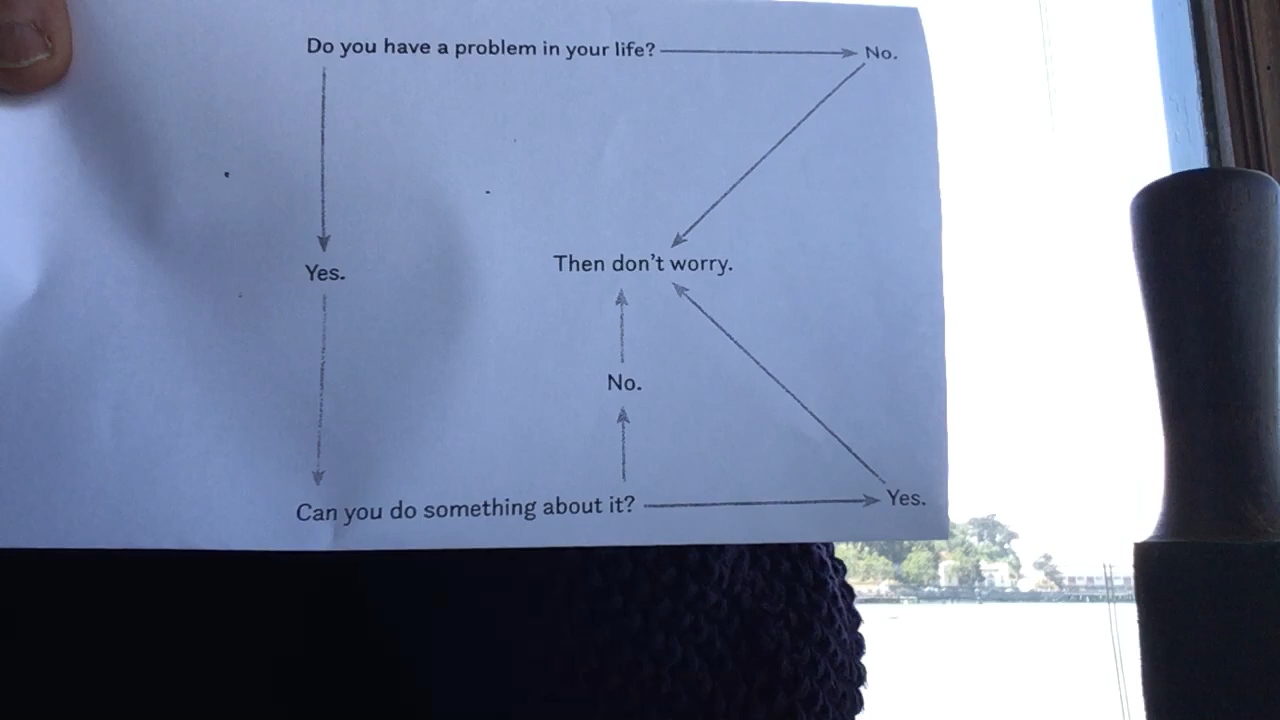 Do you have a problem in your life?
No.
Yes.
Then don't worry.
No.
Can you do something about it?
Yes.